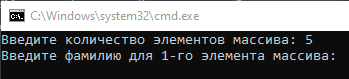 C:\Windows\system32\cmd.exe
Введите количество элементов массива: 5
Введите фамилию для 1-го элемента массива: